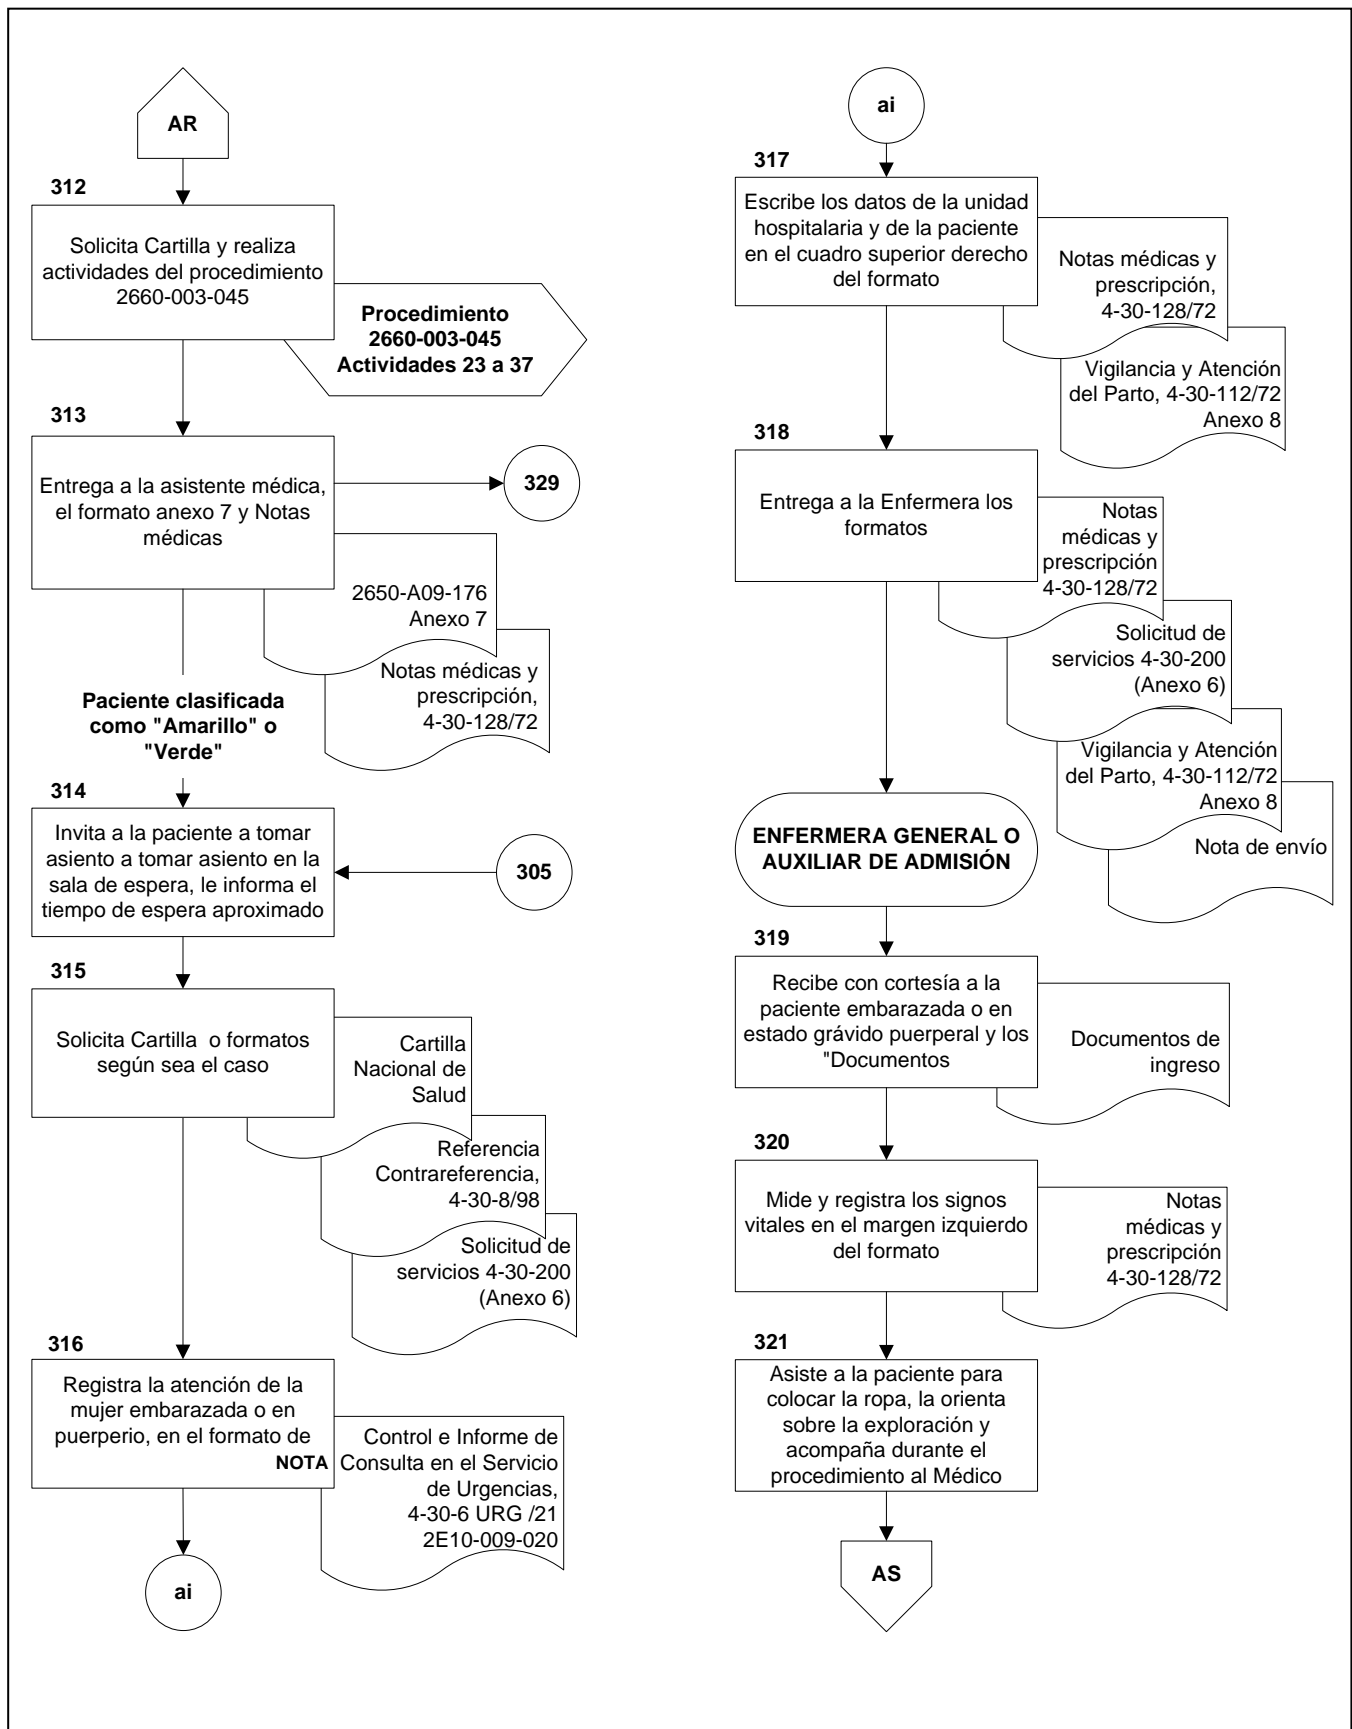 AR
312
Solicita Cartilla y realiza
actividades del procedimiento
2660-003-045
Procedimiento
2660-003-045
Actividades 23 a 37
313
Entrega a la asistente médica,
el formato anexo 7 y Notas
médicas
329
2650-A09-176
Anexo 7
Notas médicas y
prescripción,
4-30-128/72
Paciente clasificada
como "Amarillo" o
"Verde"
314
Invita a la paciente a tomar
asiento a tomar asiento en la
sala de espera, le informa el
tiempo de espera aproximado
305
315
Solicita Cartilla o formatos
según sea el caso
Cartilla
Nacional de
Salud
Referencia
Contrareferencia,
4-30-8/98
Solicitud de
servicios 4-30-200
(Anexo 6)
316
Registra la atención de la
mujer embarazada o en
puerperio, en el formato de
NOTA
Control e Informe de
Consulta en el Servicio
de Urgencias,
4-30-6 URG /21
2E10-009-020
ai
ai
317
Escribe los datos de la unidad
hospitalaria y de la paciente
en el cuadro superior derecho
del formato
Notas médicas y
prescripción,
4-30-128/72
Vigilancia y Atención
del Parto, 4-30-112/72
Anexo 8
318
Entrega a la Enfermera los
formatos
Notas
médicas y
prescripción
4-30-128/72
Solicitud de
servicios 4-30-200
(Anexo 6)
Vigilancia y Atención
del Parto, 4-30-112/72
Anexo 8
Nota de envío
ENFERMERA GENERAL O
AUXILIAR DE ADMISIÓN
319
Recibe con cortesía a la
paciente embarazada o en
estado grávido puerperal y los
"Documentos
Documentos de
ingreso
320
Mide y registra los signos
vitales en el margen izquierdo
del formato
Notas
médicas y
prescripción
4-30-128/72
321
Asiste a la paciente para
colocar la ropa, la orienta
sobre la exploración y
acompaña durante el
procedimiento al Médico
AS